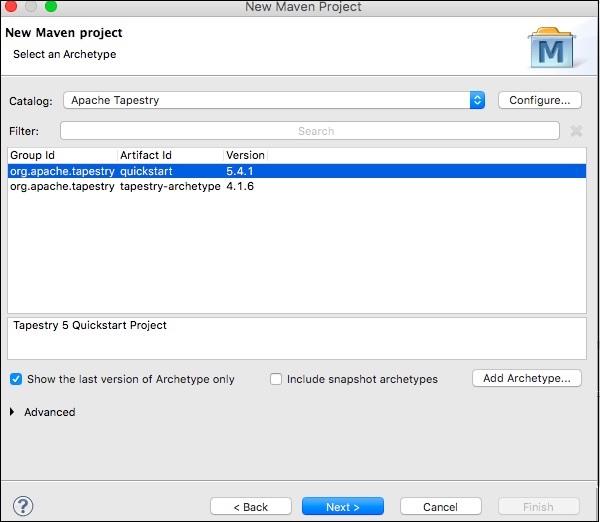 New Maven Project
New Maven project
Select an Archetype
M
Catalog: Apache Tapestry Configure...
Filter: Search
Group Id Artifact Id Version
org.apache.tapestry quickstart 5.4.1
org.apache.tapestry tapestry-archetype 4.1.6
Tapestry 5 Quickstart Project
Show the last version of Archetype only Include snapshot archetypes Add Archetype...
Advanced
? < Back Next > Cancel Finish